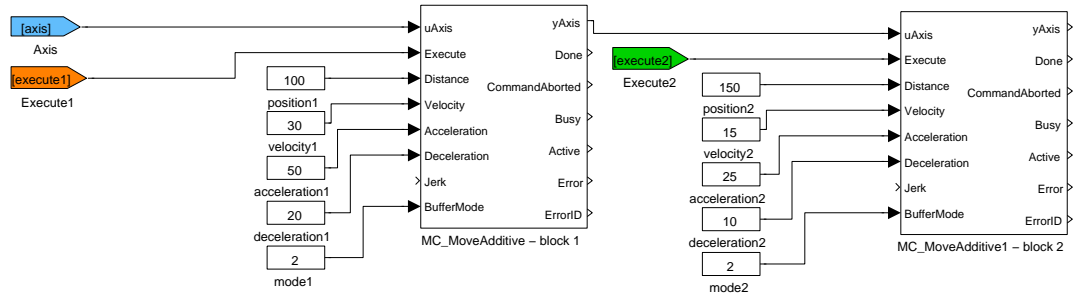 [axis]
Axis
[execute1]
Execute1
100
position1
30
velocity1
50
acceleration1
20
deceleration1
2
mode1
uAxis
Execute
Distance
Velocity
Acceleration
Deceleration
Jerk
BufferMode
yAxis
Done
CommandAborted
Busy
Active
Error
ErrorID
MC_MoveAdditive – block 1
[execute2]
Execute2
150
position2
15
velocity2
25
acceleration2
10
deceleration2
2
mode2
uAxis
Execute
Distance
Velocity
Acceleration
Deceleration
Jerk
BufferMode
yAxis
Done
CommandAborted
Busy
Active
Error
ErrorID
MC_MoveAdditive1 – block 2